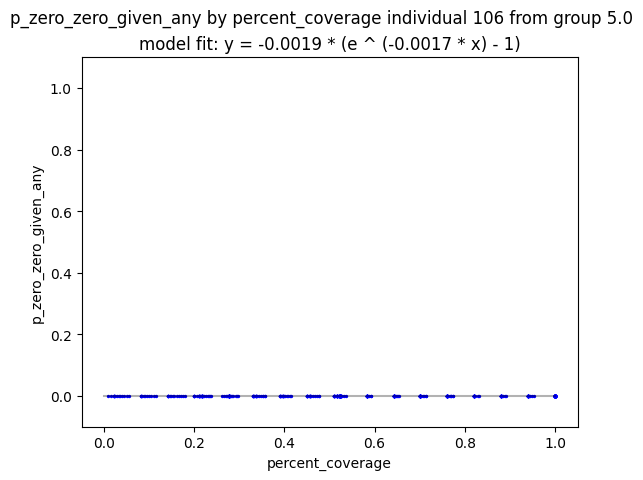 p_zero_zero_given_any by percent_coverage individual 106 from group 5.0
model fit: y = -0.0019 * (e ^ (-0.0017 * x) - 1)
1.0
0.8
0.6
0.4
0.2
0.0
p_zero_zero_given_any
0.0 0.2 0.4 0.6 0.8 1.0
percent_coverage